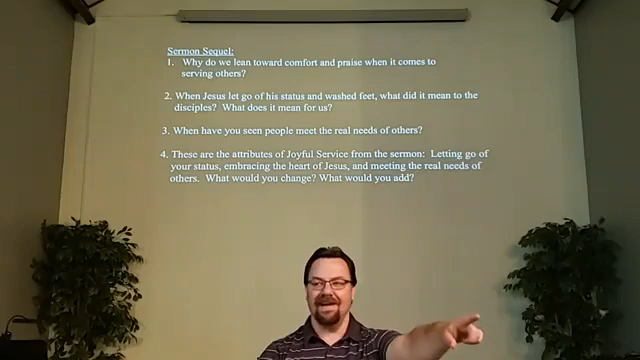 Sermon Sequel:
1. Why do we lean toward comfort and praise when it comes to
serving others?
2. When Jesus let go of his status and washed feet, what did it mean to the
disciples? What does it mean for us?
3. When have you seen people meet the real needs of others?
4. These are the attributes of Joyful Service from the sermon: Letting go of
your status, embracing the heart of Jesus, and meeting the real needs of
others. What would you change? What would you add?